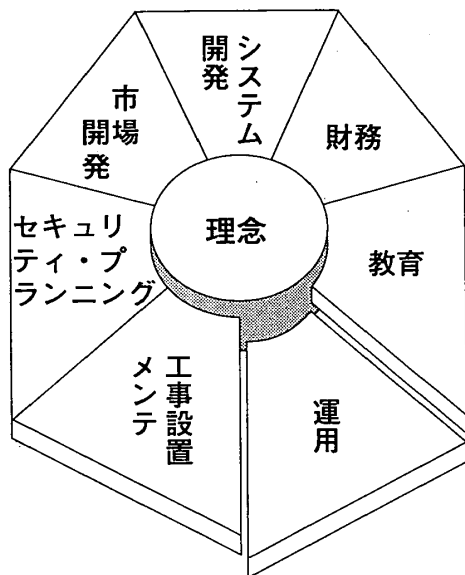 システム
開発
財務
市場
開発
理念
セキュリ
ティ・プ
ランニング
教育
工事設置
メンテ
運用